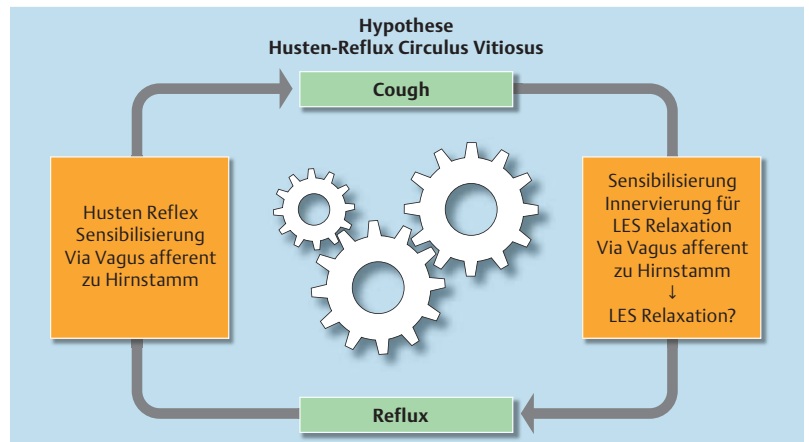 Hypothese
Husten-Reflux Circulus Vitiosus
Cough
Husten Reflex
Sensibilisierung
Via Vagus afferent
zu Hirnstamm
Sensibilisierung
Innervierung für
LES Relaxation
Via Vagus afferent
zu Hirnstamm
↓
LES Relaxation?
Reflux